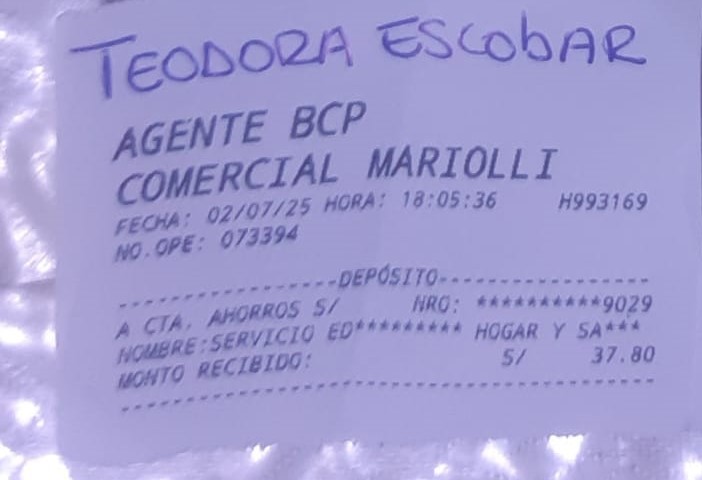 TEODORA ESCobAR
AGENTE BCP
COMERCIAL MARIOLLI
FECHA: 02/07/25 HORA: 18:05:36 H993169
NO.OPE: 073394
-----------------DEPÓSITO-----------------
A CTA. AHORROS S/ NRO: **********9029
NOMBRE:SERVICIO ED********* HOGAR Y SA***
MONTO RECIBIDO: S/ 37.80
------------------------------------------